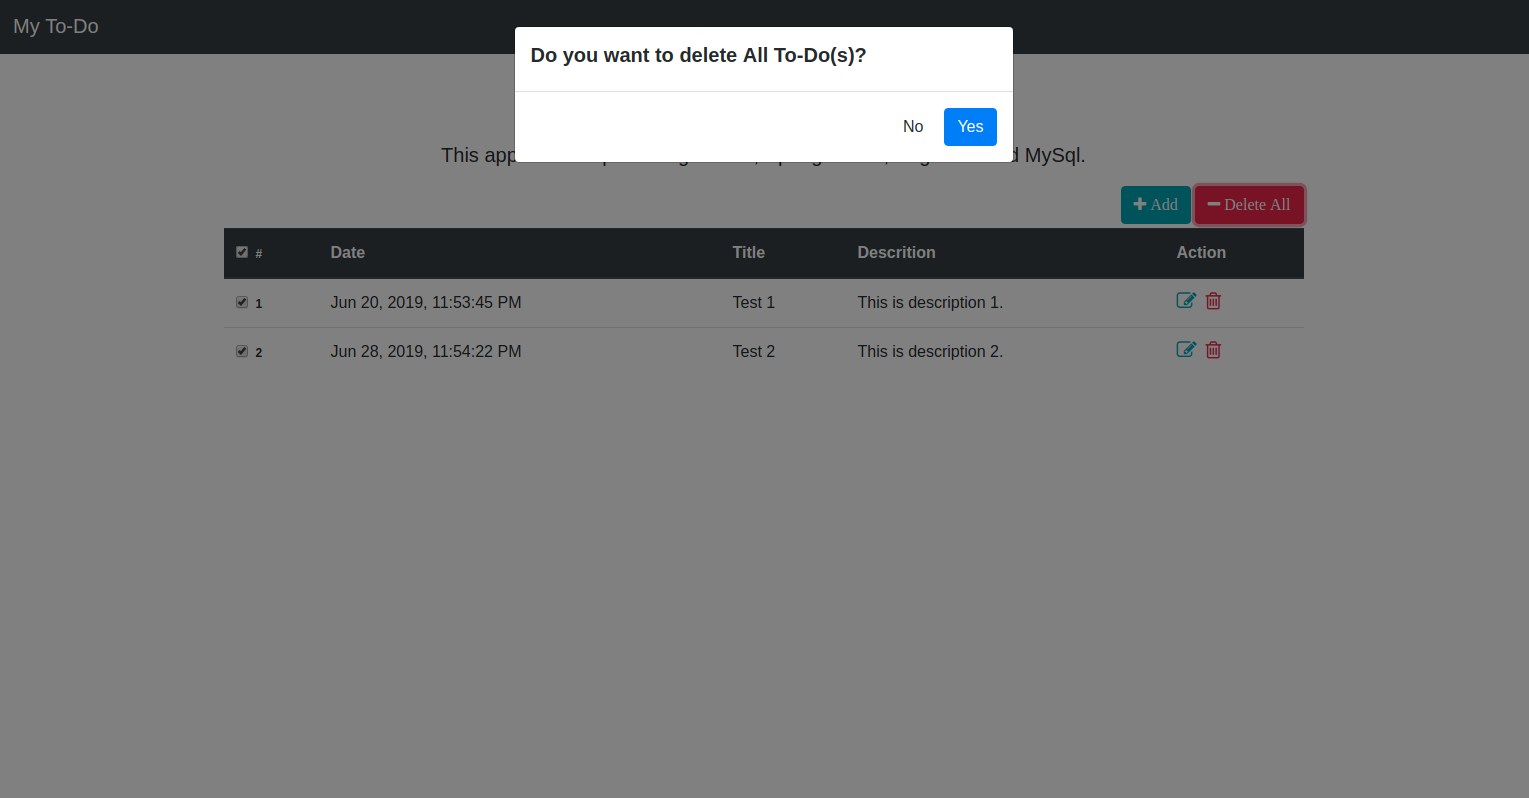 My To-Do
Do you want to delete All To-Do(s)?
No Yes
This app MySql.
Add Delete All
# Date Title Descrition Action
1 Jun 20, 2019, 11:53:45 PM Test 1 This is description 1.
2 Jun 28, 2019, 11:54:22 PM Test 2 This is description 2.